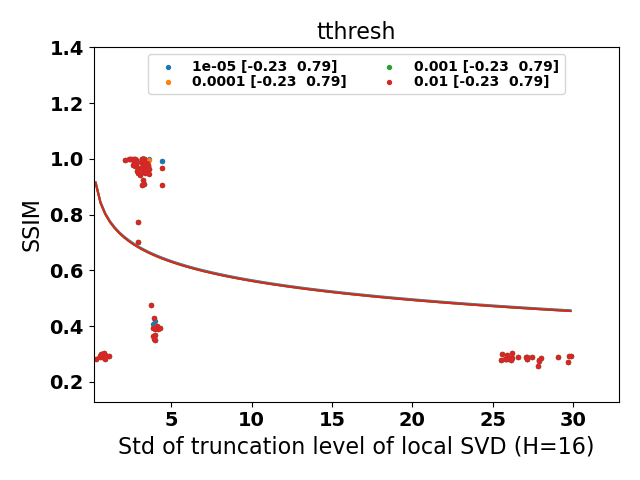 tthresh
1e-05 [-0.23  0.79]
0.0001 [-0.23  0.79]
0.001 [-0.23  0.79]
0.01 [-0.23  0.79]
1.4
1.2
1.0
0.8
0.6
0.4
0.2
SSIM
5 10 15 20 25 30
Std of truncation level of local SVD (H=16)